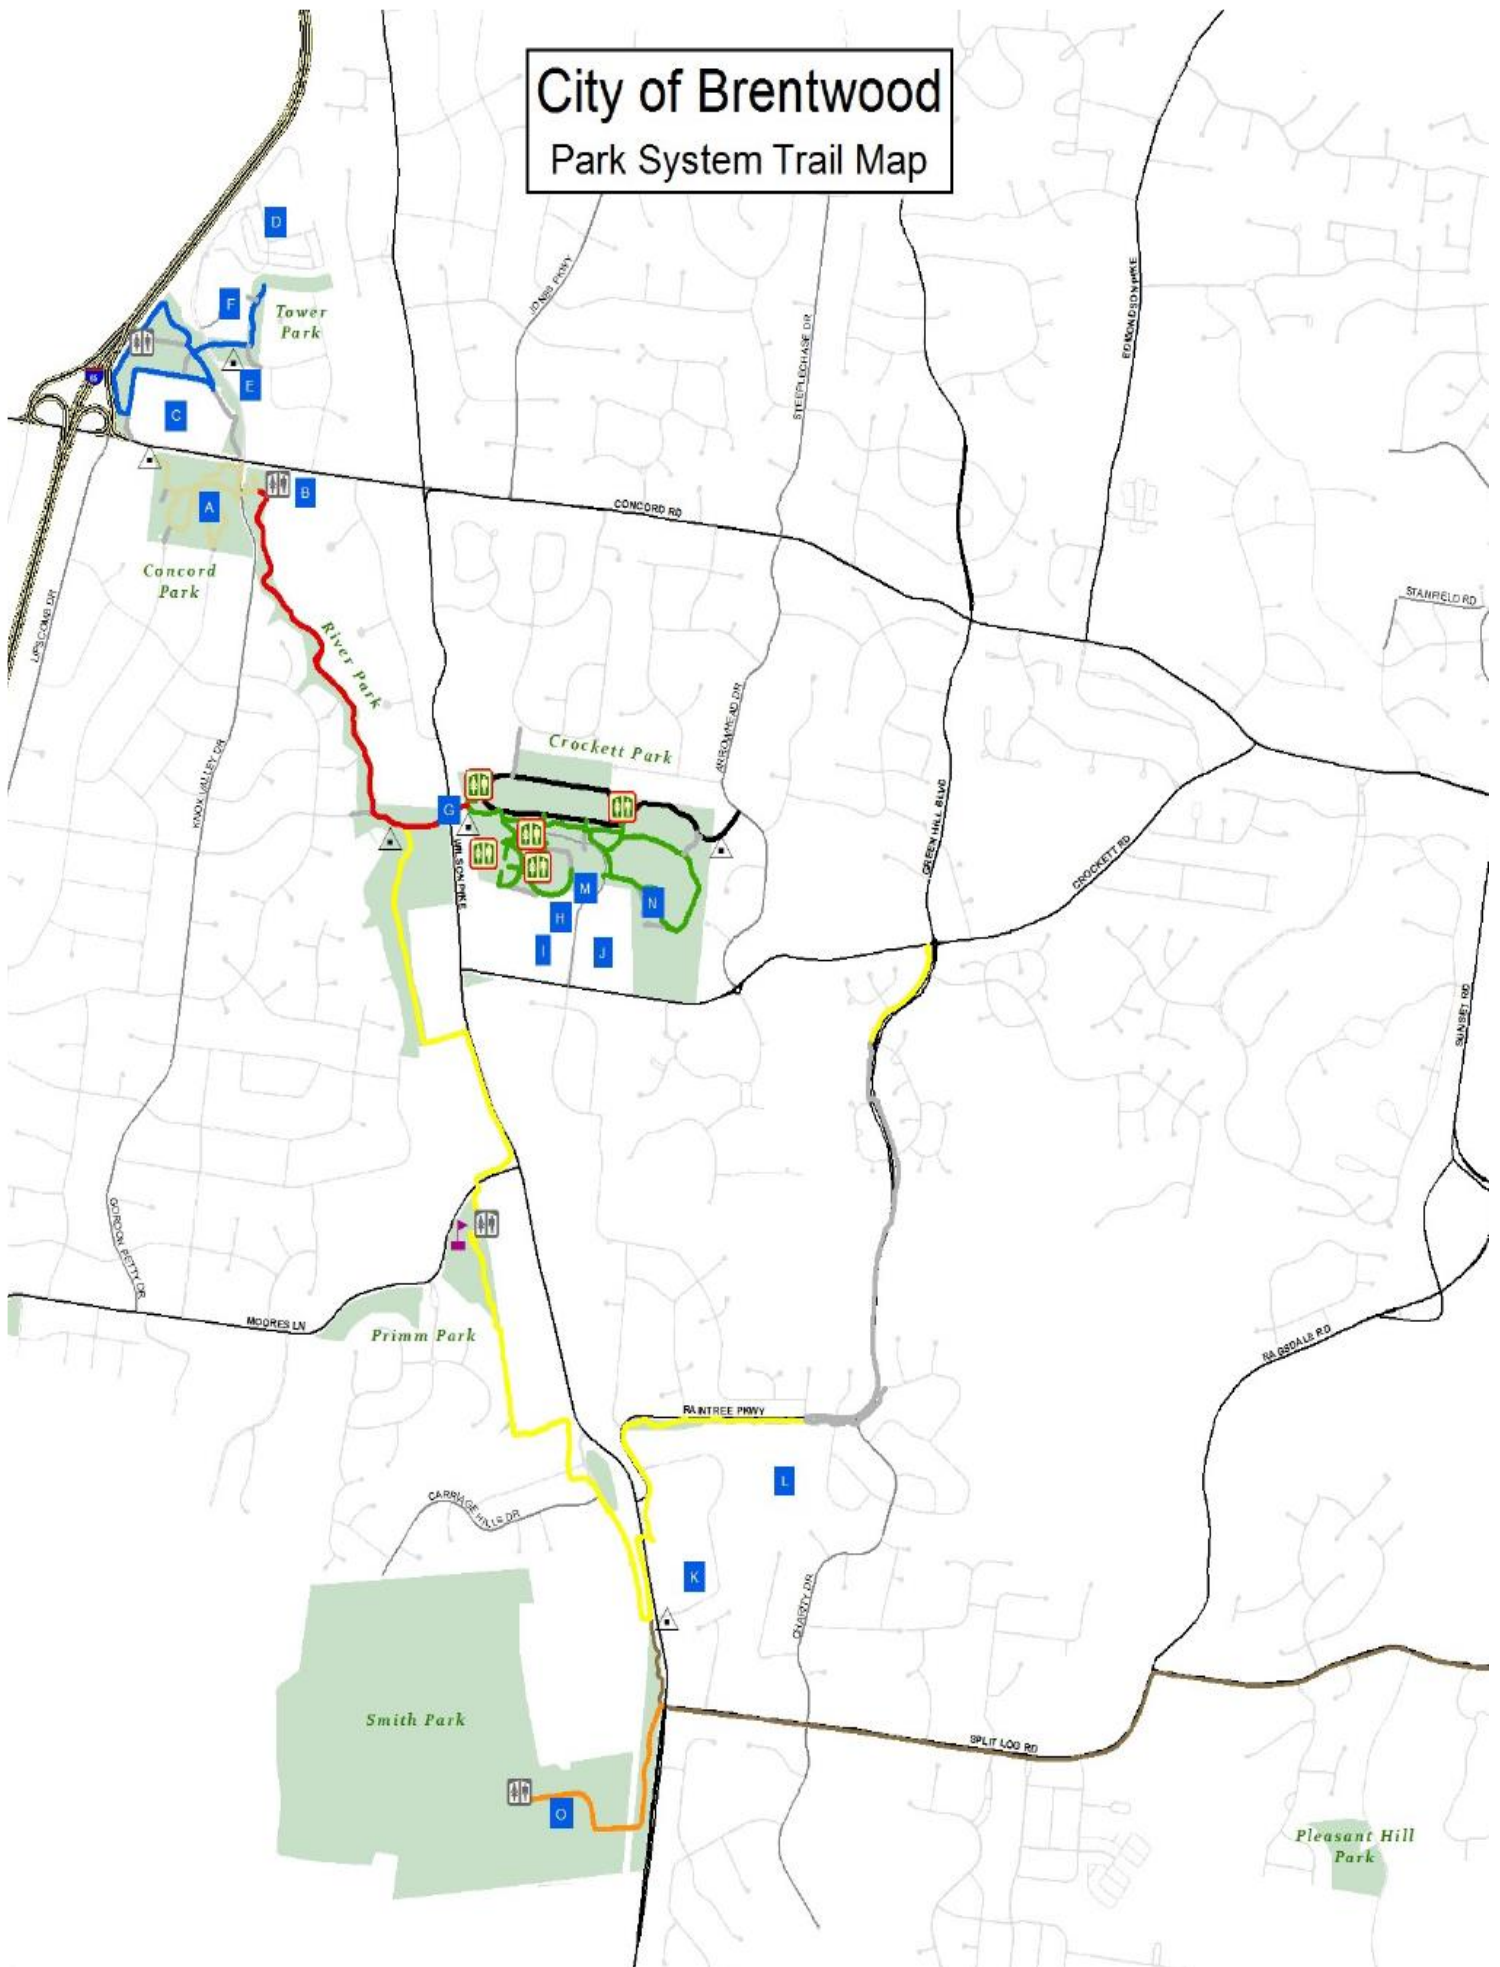 City of Brentwood
Park System Trail Map
D
JONES PKWY
EDMONDSON PIKE
F
Tower
Park
STEEPLECHASE DR
E
C
B
A
CONCORD RD
Concord
Park
LIPSCOMB DR
STANFIELD RD
River Park
KNOX VALLEY DR
Crockett Park
ARROWHEAD DR
G
GREEN HILL BLVD
WILSON PIKE
CROCKETT RD
M
N
H
I
J
SUNSET RD
GORDON PETTY DR
MOORES LN
Primm Park
RAGSDALE RD
RAINTREE PKWY
L
CARRIAGE HILLS DR
K
CHARITY DR
Smith Park
SPLIT LOG RD
O
Pleasant Hill
Park